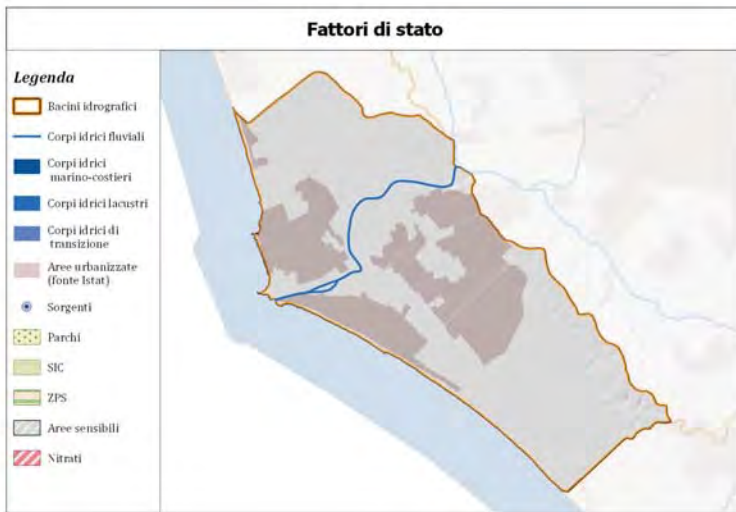 Fattori di stato
Legenda
Bacini idrografici
Corpi idrici fluviali
Corpi idrici
marino-costieri
Corpi idrici lacustri
Corpi idrici di
transizione
Aree urbanizzate
(fonte Istat)
Sorgenti
Parchi
SIC
ZPS
Aree sensibili
Nitrati